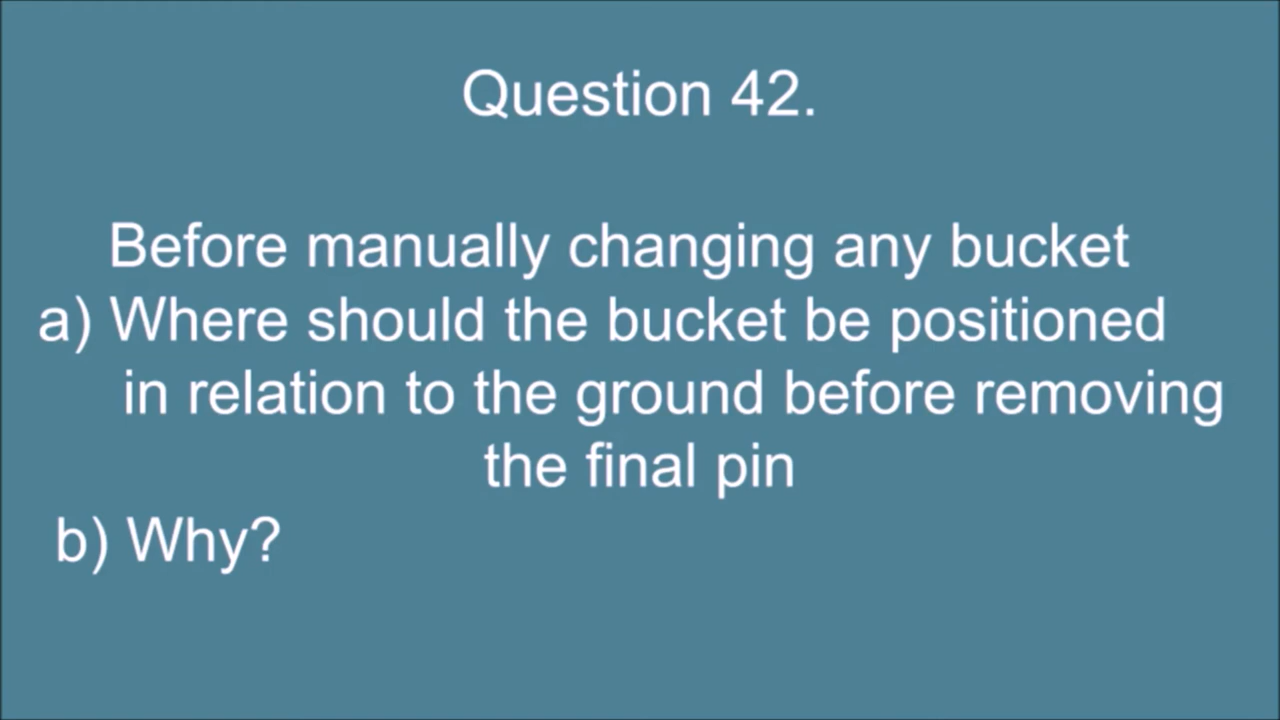 Question 42.
Before manually changing any bucket
a) Where should the bucket be positioned
in relation to the ground before removing
the final pin
b) Why?